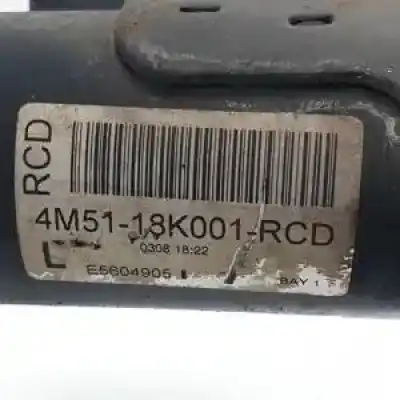 RCD
4M51-18K001-RCD
L
0308 18:22
E5604905
BAY 1